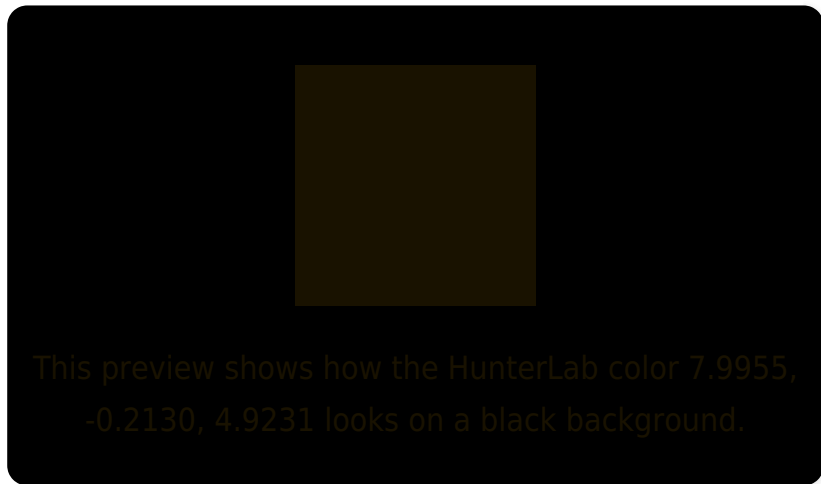 This preview shows how the HunterLab color 7.9955,
-0.2130, 4.9231 looks on a black background.